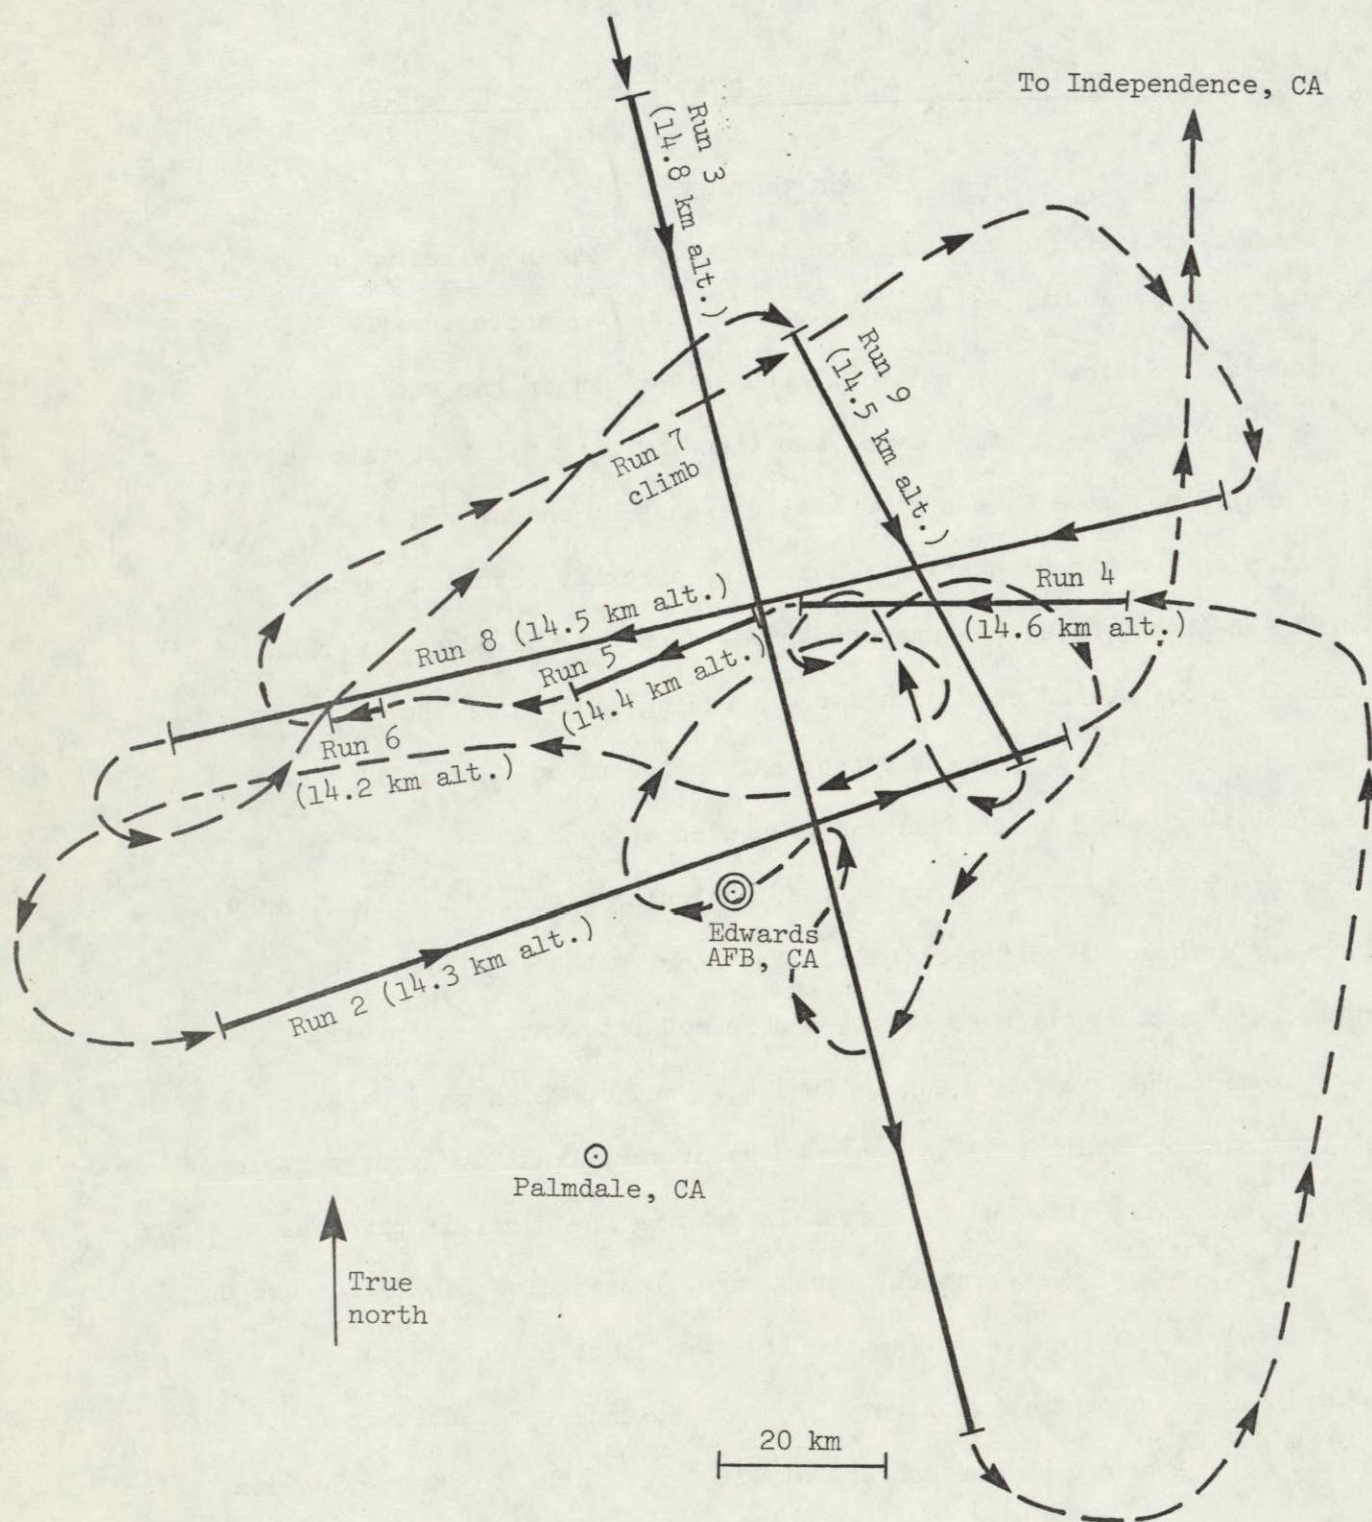 To Independence, CA
Run 3
(14.8 km alt.)
Run 9
(14.5 km alt.)
Run 7
climb
Run 4
(14.6 km alt.)
Run 8 (14.5 km alt.)
Run 5
(14.4 km alt.)
Run 6
(14.2 km alt.)
Edwards
AFB, CA
Run 2 (14.3 km alt.)
Palmdale, CA
True
north
20 km